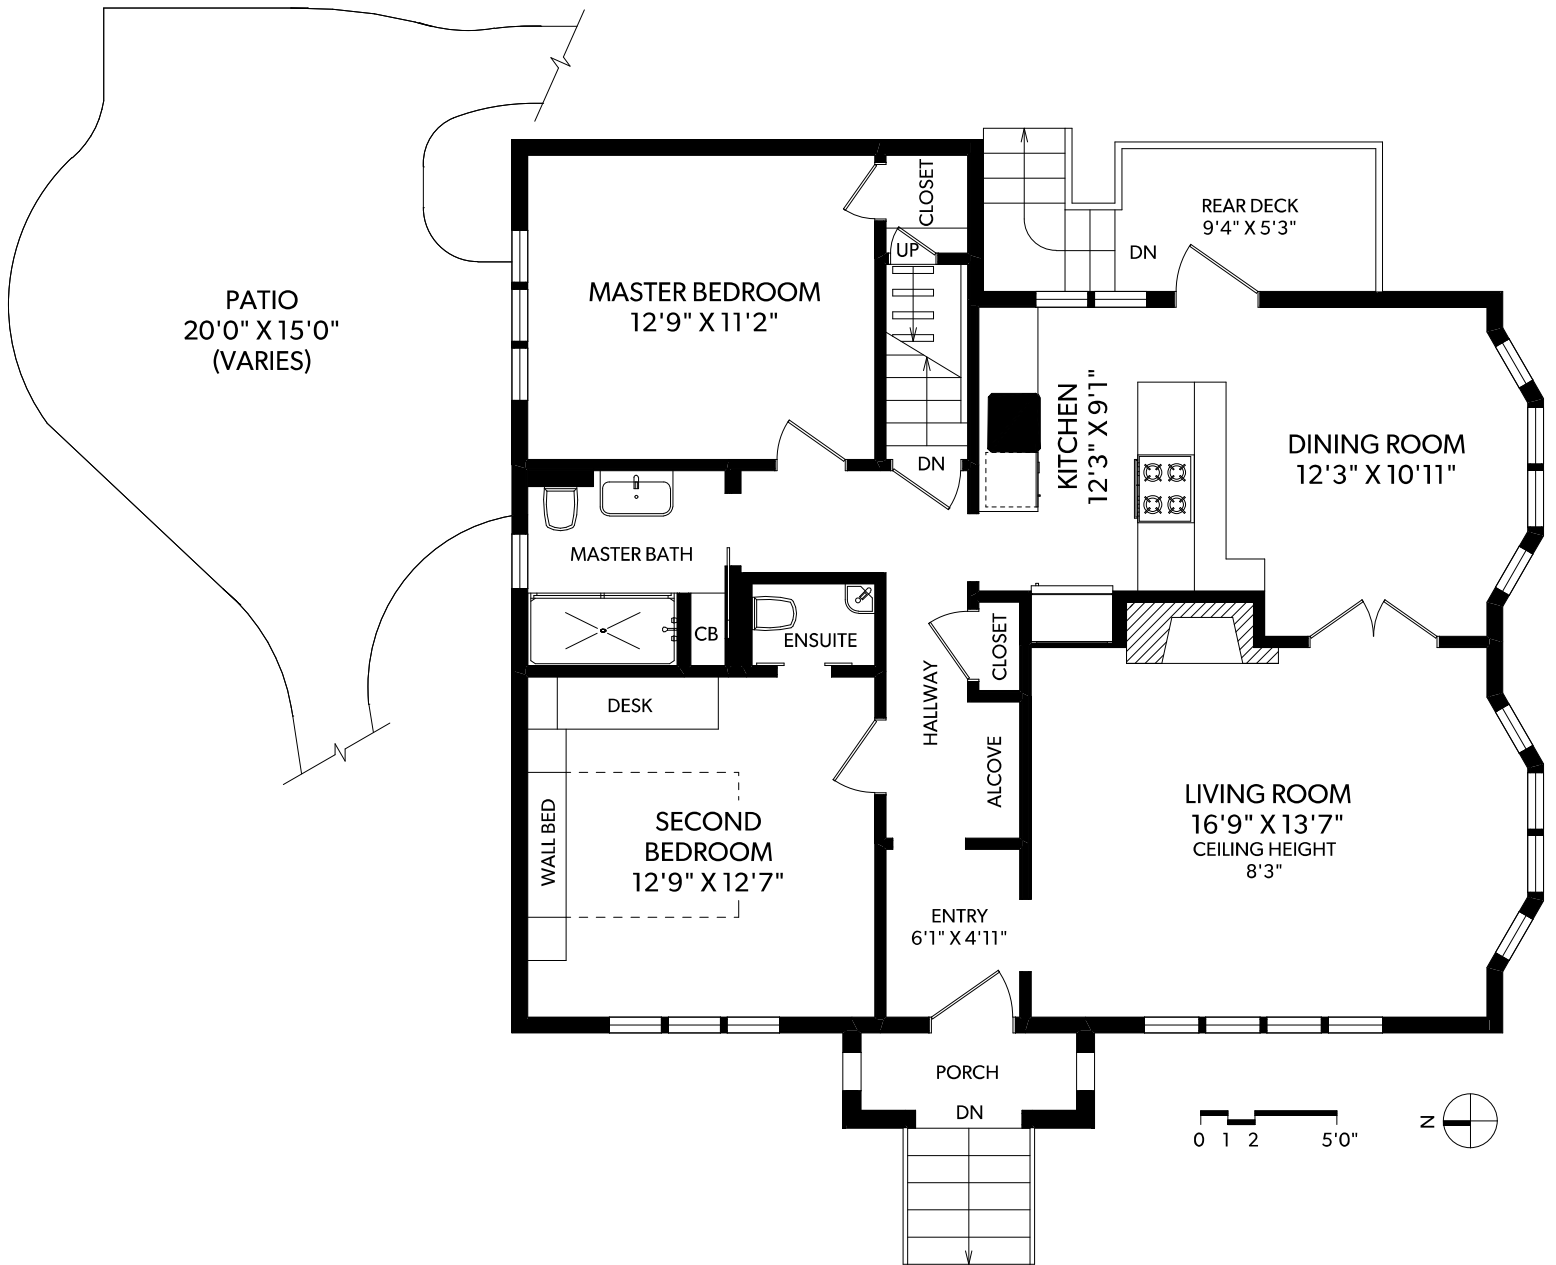 CLOSET
REAR DECK
9'4" X 5'3"
UP
DN
PATIO
20'0" X 15'0"
(VARIES)
MASTER BEDROOM
12'9" X 11'2"
KITCHEN
12'3" X 9'1"
DINING ROOM
12'3" X 10'11"
DN
MASTER BATH
CB
ENSUITE
CLOSET
HALLWAY
DESK
ALCOVE
WALL BED
SECOND
BEDROOM
12'9" X 12'7"
LIVING ROOM
16'9" X 13'7"
CEILING HEIGHT
8'3"
ENTRY
6'1" X 4'11"
PORCH
DN
0 1 2 5'0"
N